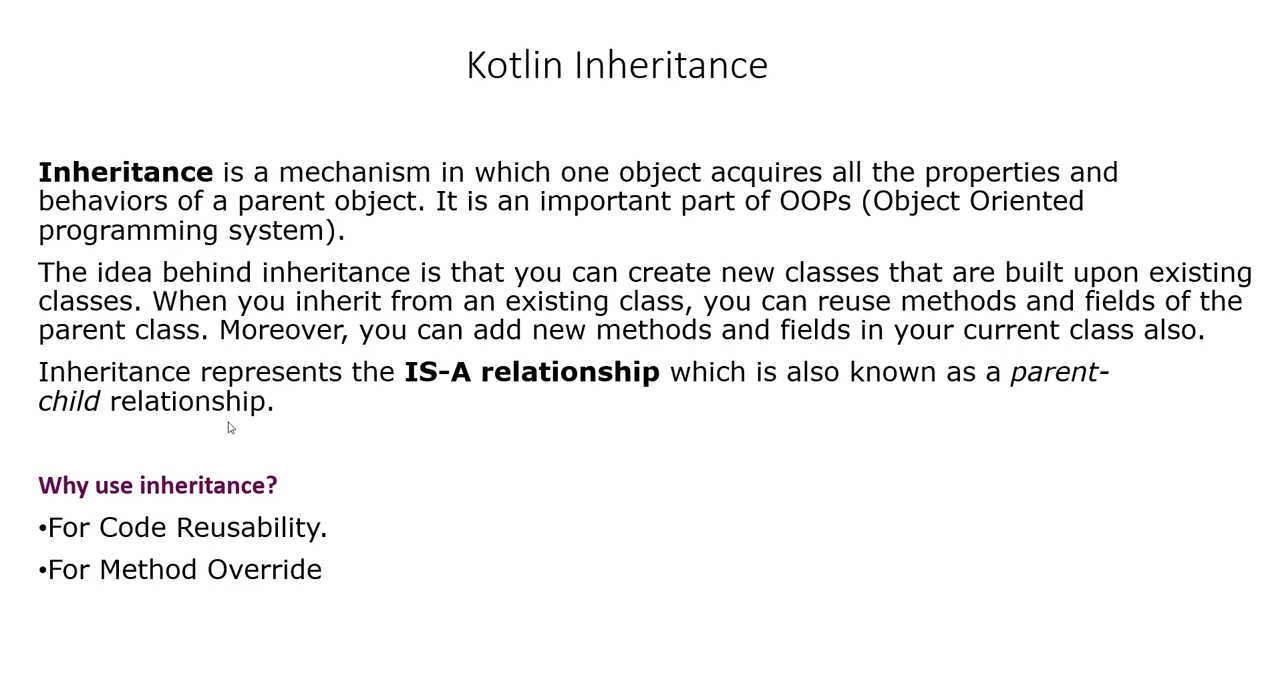 Kotlin Inheritance
Inheritance is a mechanism in which one object acquires all the properties and
behaviors of a parent object. It is an important part of OOPs (Object Oriented
programming system).
The idea behind inheritance is that you can create new classes that are built upon existing
classes. When you inherit from an existing class, you can reuse methods and fields of the
parent class. Moreover, you can add new methods and fields in your current class also.
Inheritance represents the IS-A relationship which is also known as a parent-
child relationship.
Why use inheritance?
•For Code Reusability.
•For Method Override